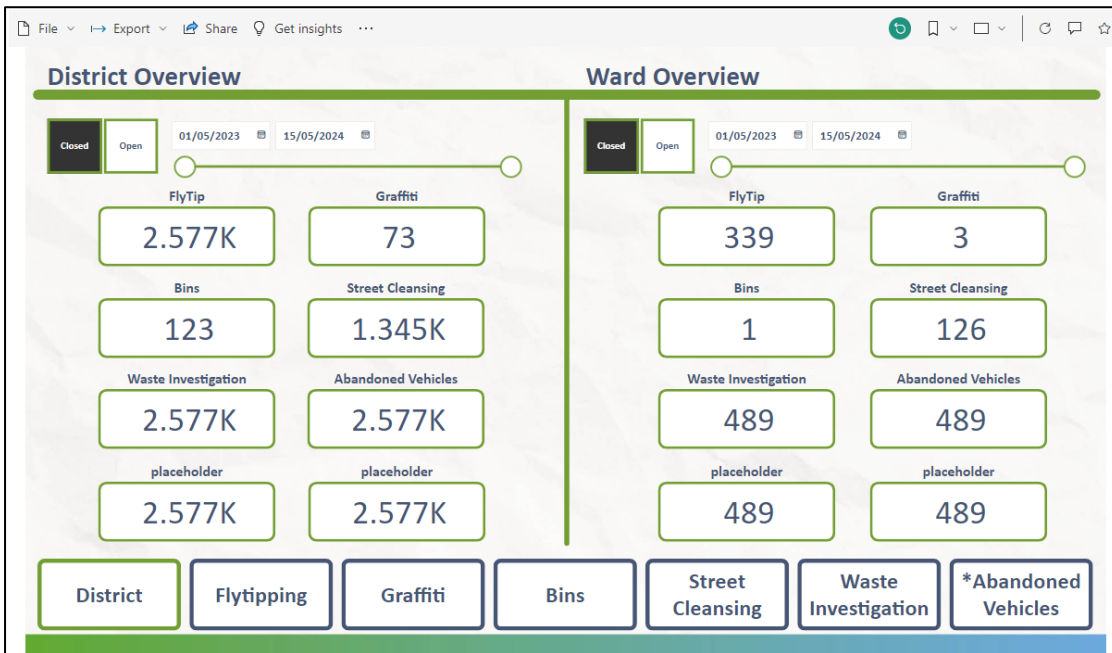 File Export Share Get insights ...
District Overview
Closed Open 01/05/2023 15/05/2024
FlyTip Graffiti
2.577K 73
Bins Street Cleansing
123 1.345K
Waste Investigation Abandoned Vehicles
2.577K 2.577K
placeholder placeholder
2.577K 2.577K
Ward Overview
Closed Open 01/05/2023 15/05/2024
FlyTip Graffiti
339 3
Bins Street Cleansing
1 126
Waste Investigation Abandoned Vehicles
489 489
placeholder placeholder
489 489
District
Flytipping
Graffiti
Bins
Street
Cleansing
Waste
Investigation
*Abandoned
Vehicles